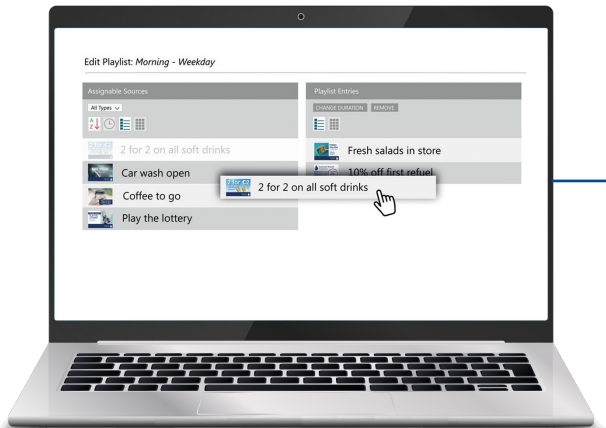 Edit Playlist: Morning - Weekday
Assignable Sources
All Types
A
Z
2 for 2 on all soft drinks
Car wash open
Coffee to go
Play the lottery
Playlist Entries
CHANGE DURATION REMOVE
Fresh salads in store
10% off first refuel
2 for 2 on all soft drinks